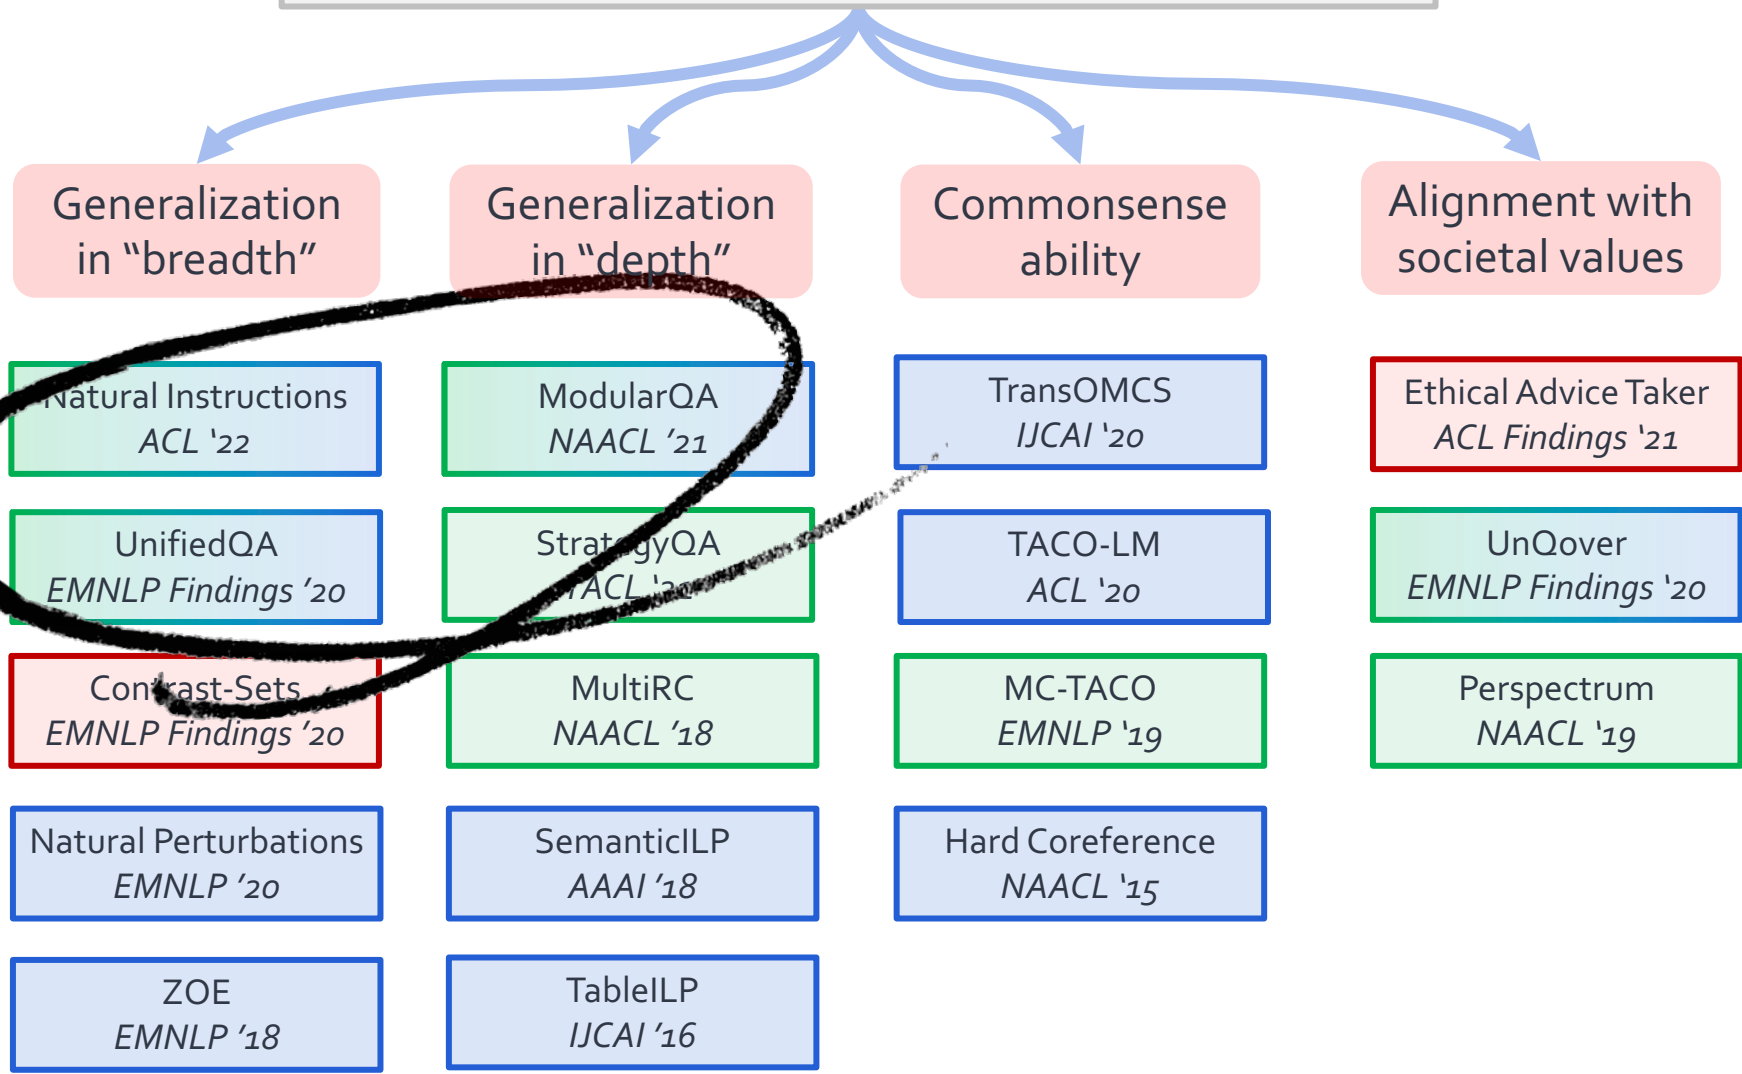 Generalization
in “breadth”
Generalization
in “depth”
Commonsense
ability
Alignment with
societal values
Natural Instructions
ACL ‘22
UnifiedQA
EMNLP Findings ’20
Contrast-Sets
EMNLP Findings ’20
Natural Perturbations
EMNLP ’20
ZOE
EMNLP ’18
ModularQA
NAACL ’21
StrategyQA
MultiRC
NAACL ’18
SemanticILP
AAAI ’18
TableILP
IJCAI ’16
TransOMCS
IJCAI ‘20
TACO-LM
ACL ‘20
MC-TACO
EMNLP ‘19
Hard Coreference
NAACL ‘15
Ethical Advice Taker
ACL Findings ‘21
UnQover
EMNLP Findings ‘20
Perspectrum
NAACL ‘19